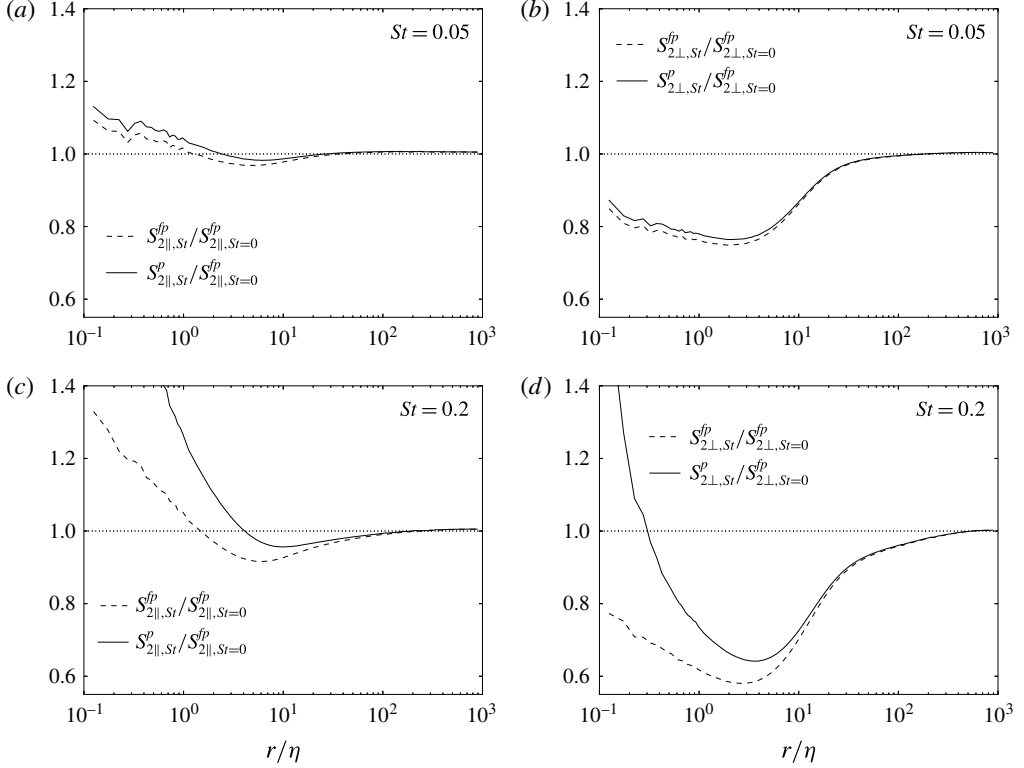 (a)
1.4
1.2
1.0
0.8
0.6
St = 0.05
S^{fp}_{2∥,St}/S^{fp}_{2∥,St=0}
S^{p}_{2∥,St}/S^{fp}_{2∥,St=0}
10^{-1} 10^{0} 10^{1} 10^{2} 10^{3}
(b)
1.4
1.2
1.0
0.8
0.6
St = 0.05
S^{fp}_{2⊥,St}/S^{fp}_{2⊥,St=0}
S^{p}_{2⊥,St}/S^{fp}_{2⊥,St=0}
10^{-1} 10^{0} 10^{1} 10^{2} 10^{3}
(c)
1.4
1.2
1.0
0.8
0.6
St = 0.2
S^{fp}_{2∥,St}/S^{fp}_{2∥,St=0}
S^{p}_{2∥,St}/S^{fp}_{2∥,St=0}
10^{-1} 10^{0} 10^{1} 10^{2} 10^{3}
r/η
(d)
1.4
1.2
1.0
0.8
0.6
St = 0.2
S^{fp}_{2⊥,St}/S^{fp}_{2⊥,St=0}
S^{p}_{2⊥,St}/S^{fp}_{2⊥,St=0}
10^{-1} 10^{0} 10^{1} 10^{2} 10^{3}
r/η